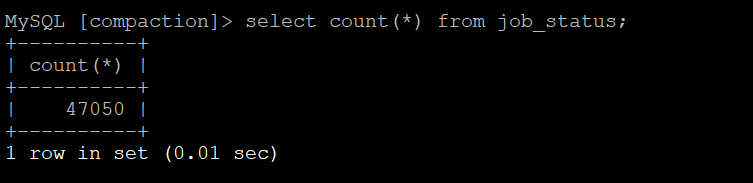 MySQL [compaction]> select count(*) from job_status;
+----------+
| count(*) |
+----------+
|    47050 |
+----------+
1 row in set (0.01 sec)